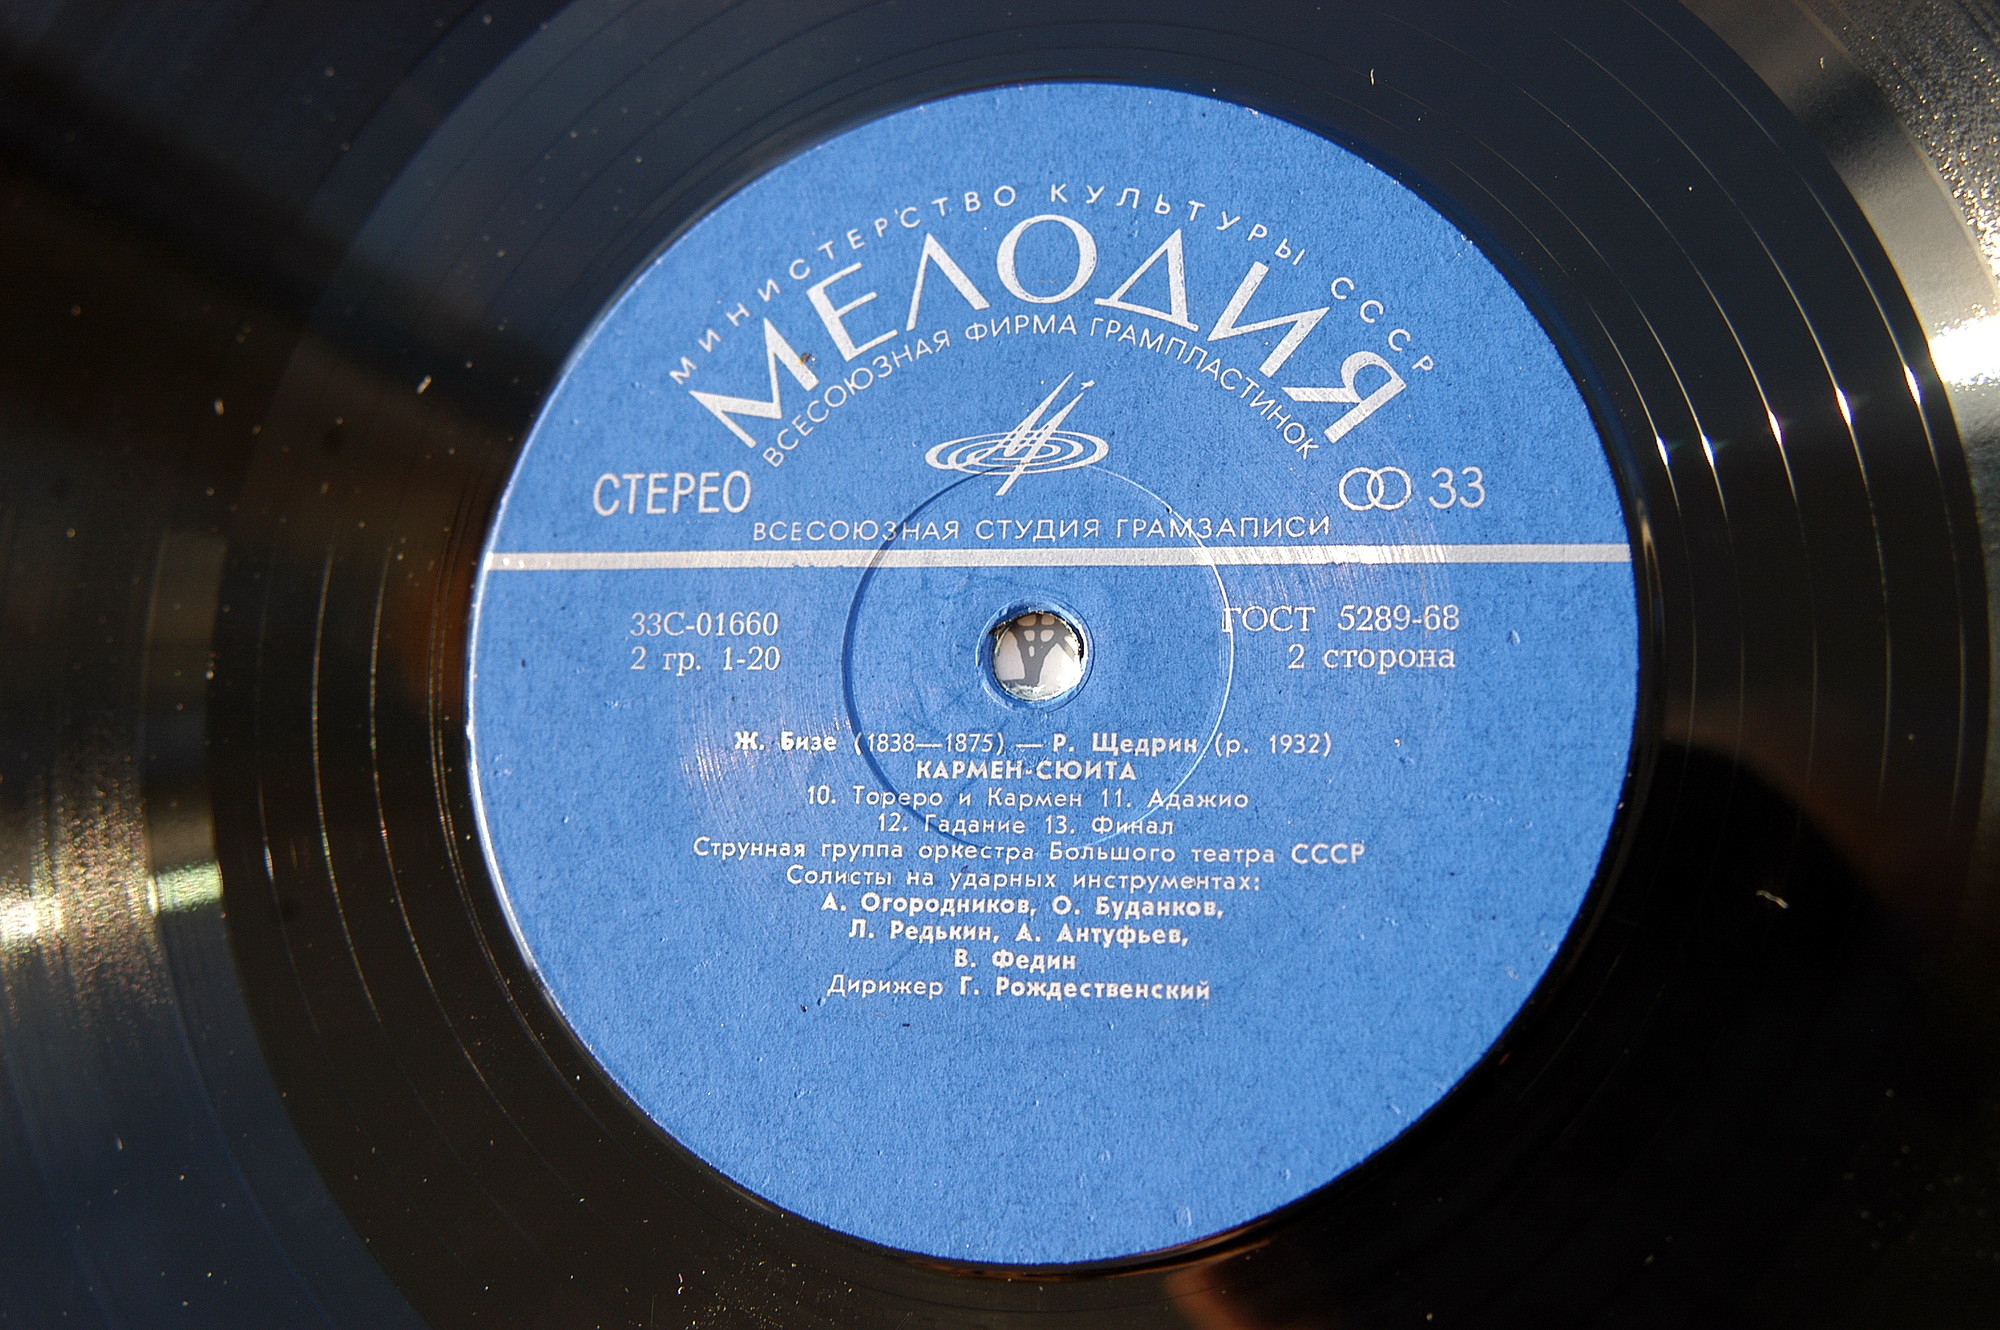 МИНИСТЕРСТВО КУЛЬТУРЫ СССР
МЕЛОДИЯ
ВСЕСОЮЗНАЯ ФИРМА ГРАМПЛАСТИНОК
СТЕРЕО 33
ВСЕСОЮЗНАЯ СТУДИЯ ГРАМЗАПИСИ
33С-01660 ГОСТ 5289-68
2 гр. 1-20 2 сторона
Ж. Бизе (1838—1875) — Р. Щедрин (р. 1932)
КАРМЕН-СЮИТА
10. Тореро и Кармен 11. Адажио
12. Гадание 13. Финал
Струнная группа оркестра Большого театра СССР
Солисты на ударных инструментах:
А. Огородников, О. Буданков,
Л. Редькин, А. Антуфьев,
В. Федин
Дирижер Г. Рождественский